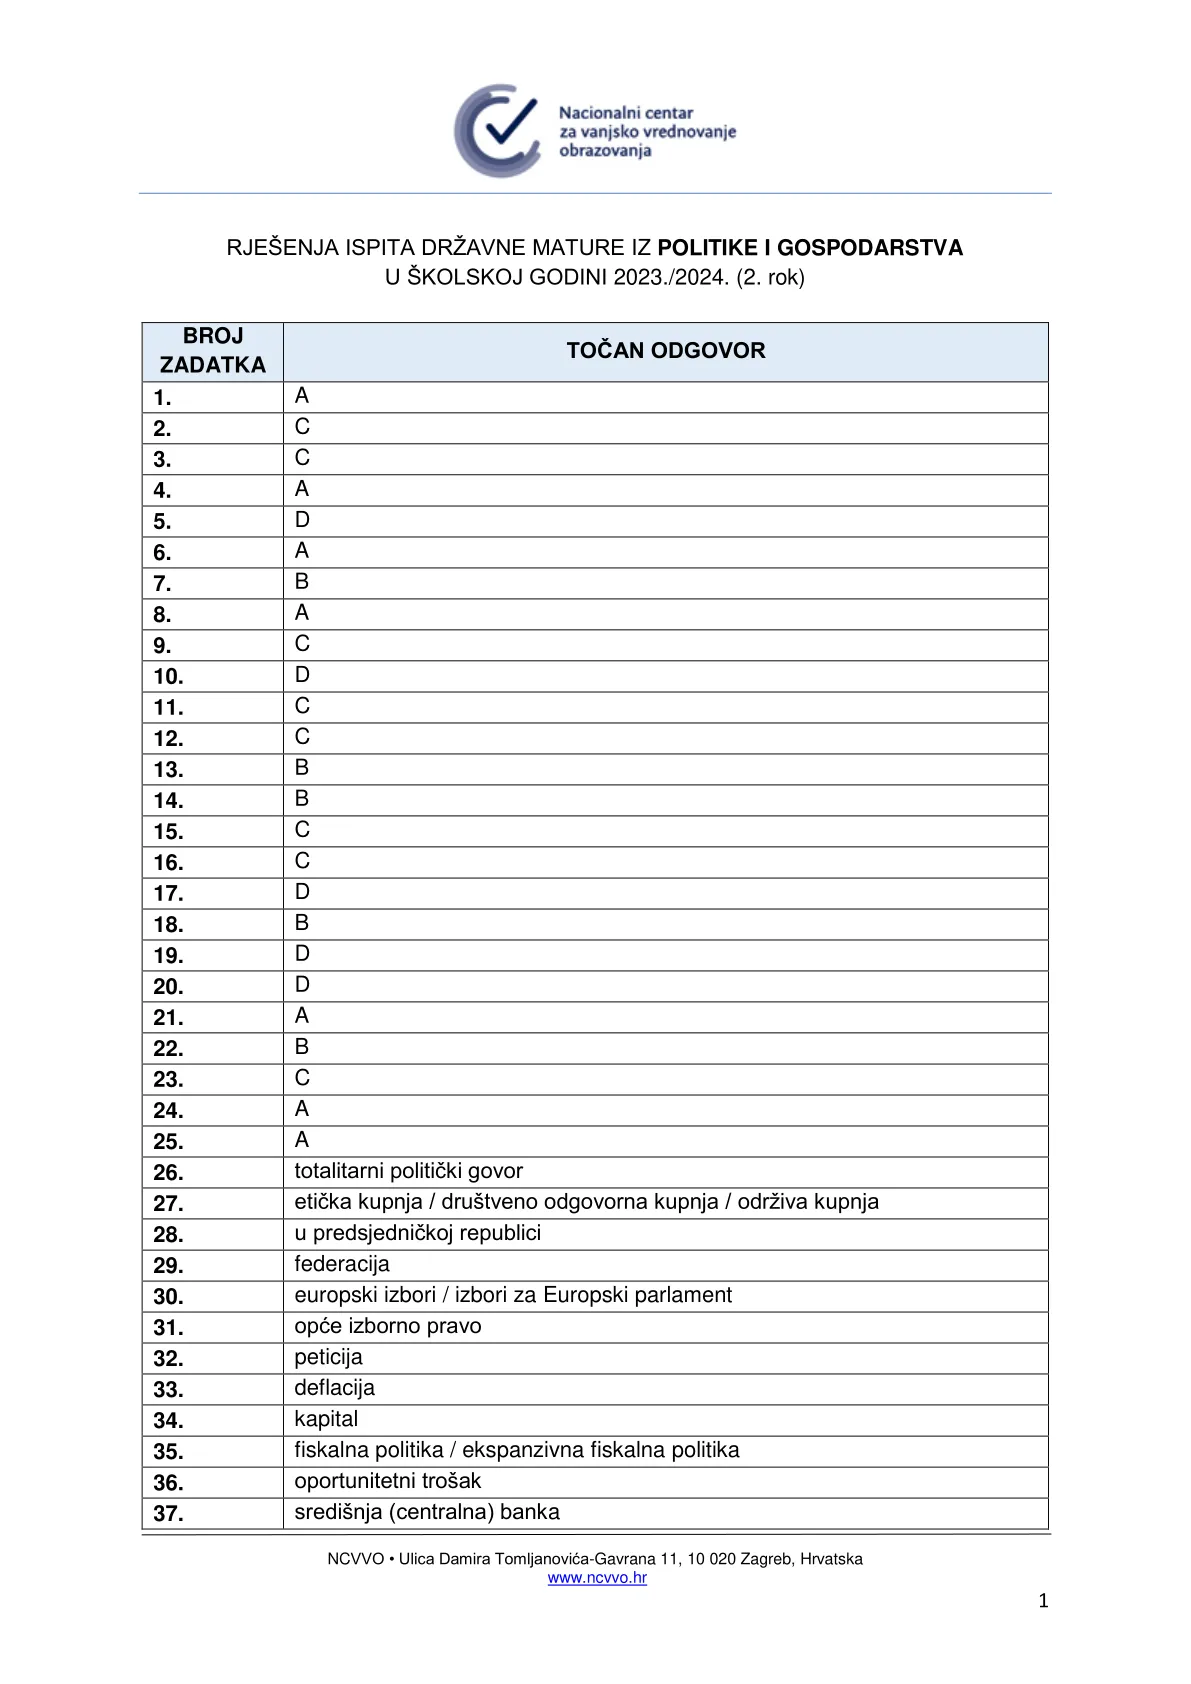 Nacionalni centar
za vanjsko vrednovanje
obrazovanja
RJEŠENJA ISPITA DRŽAVNE MATURE IZ POLITIKE I GOSPODARSTVA
U ŠKOLSKOJ GODINI 2023./2024. (2. rok)
BROJ
ZADATKA
TOČAN ODGOVOR
1. A
2. C
3. C
4. A
5. D
6. A
7. B
8. A
9. C
10. D
11. C
12. C
13. B
14. B
15. C
16. C
17. D
18. B
19. D
20. D
21. A
22. B
23. C
24. A
25. A
26. totalitarni politički govor
27. etička kupnja / društveno odgovorna kupnja / održiva kupnja
28. u predsjedničkoj republici
29. federacija
30. europski izbori / izbori za Europski parlament
31. opće izborno pravo
32. peticija
33. deflacija
34. kapital
35. fiskalna politika / ekspanzivna fiskalna politika
36. oportunitetni trošak
37. središnja (centralna) banka
NCVVO • Ulica Damira Tomljanovića-Gavrana 11, 10 020 Zagreb, Hrvatska
www.ncvvo.hr
1